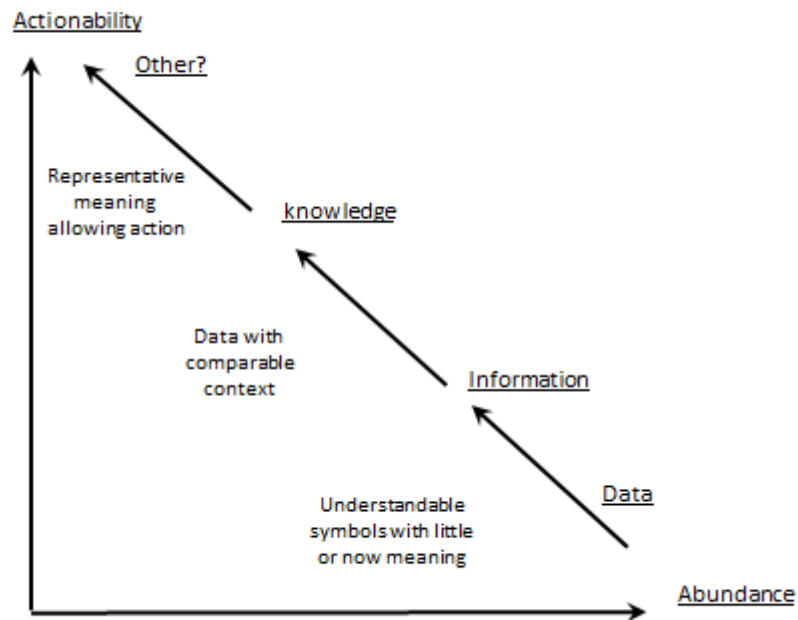 Actionability
Other?
Representative
meaning
allowing action
knowledge
Data with
comparable
context
Information
Data
Understandable
symbols with little
or now meaning
Abundance